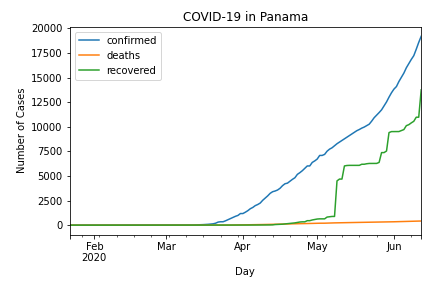 COVID-19 in Panama
confirmed
deaths
recovered
Number of Cases
20000
17500
15000
12500
10000
7500
5000
2500
0
Feb
2020
Mar
Apr
May
Jun
Day